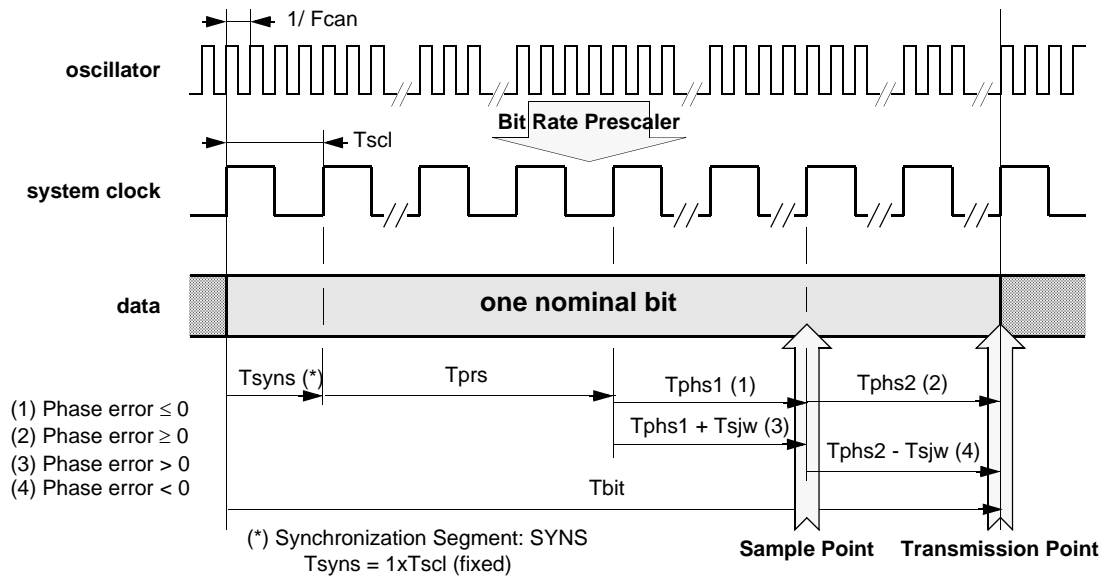 1/ Fcan
oscillator
Bit Rate Prescaler
Tscl
system clock
data
one nominal bit
Tsyns (*)
Tprs
Tphs1 (1)
Tphs2 (2)
(1) Phase error ≤ 0
(2) Phase error ≥ 0
(3) Phase error > 0
(4) Phase error < 0
Tphs1 + Tsjw (3)
Tphs2 - Tsjw (4)
Tbit
(*) Synchronization Segment: SYNS
Tsyns = 1xTscl (fixed)
Sample Point
Transmission Point